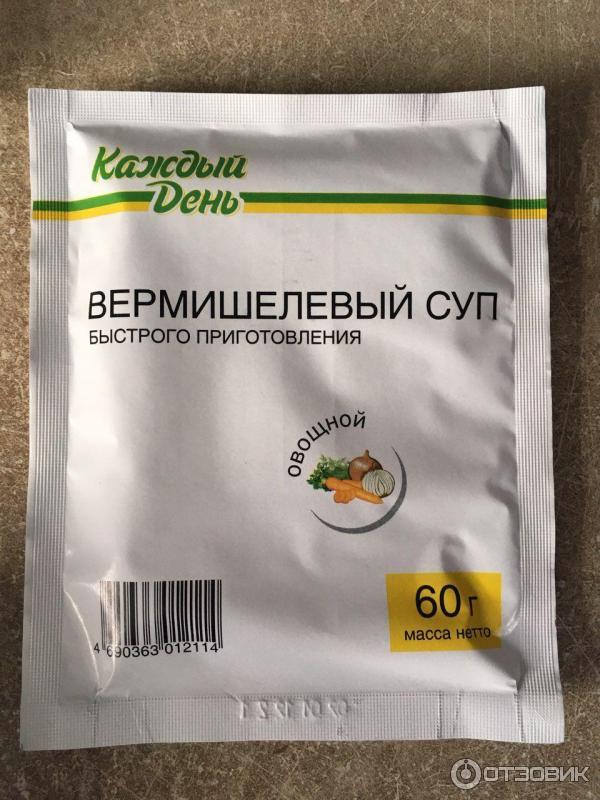 Каждый
День
ВЕРМИШЕЛЕВЫЙ СУП
БЫСТРОГО ПРИГОТОВЛЕНИЯ
ОВОЩНОЙ
60 г
масса нетто
4 690363 012114
ОТЗОВИК